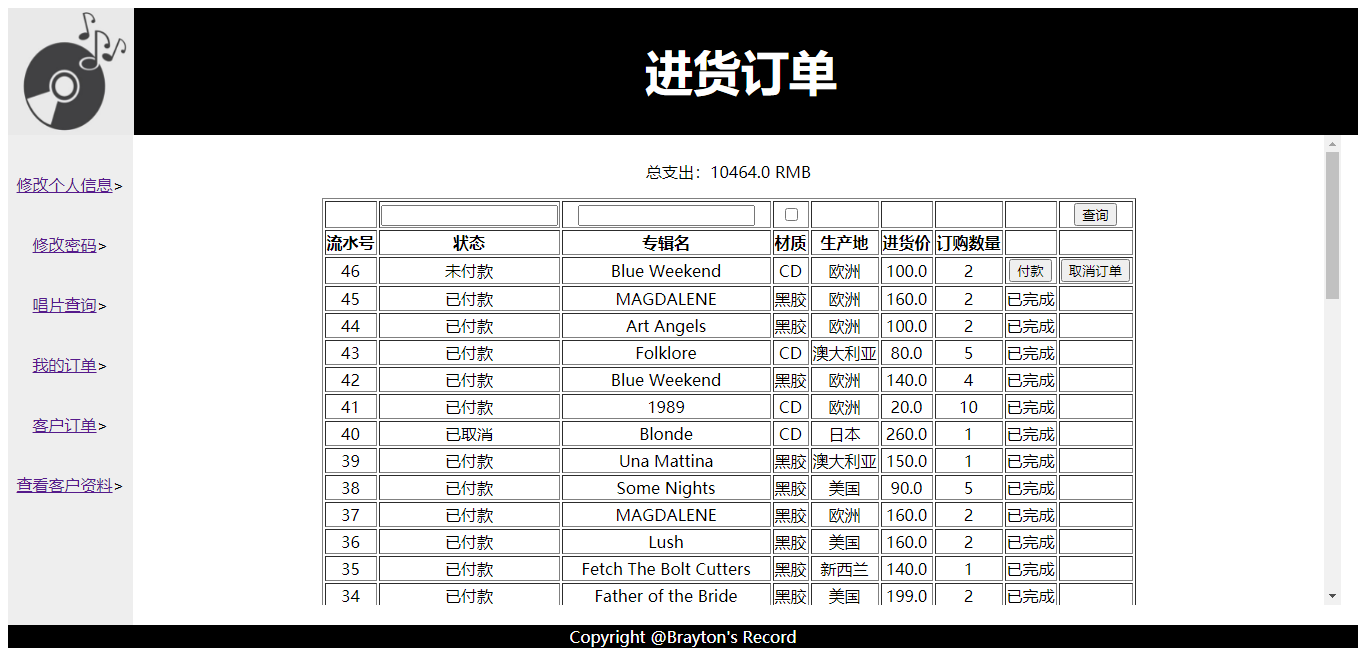 进货订单
修改个人信息>
修改密码>
唱片查询>
我的订单>
客户订单>
查看客户资料>
总支出：10464.0 RMB
查询
流水号 状态 专辑名 材质 生产地 进货价 订购数量
46 未付款 Blue Weekend CD 欧洲 100.0 2 付款 取消订单
45 已付款 MAGDALENE 黑胶 欧洲 160.0 2 已完成
44 已付款 Art Angels 黑胶 欧洲 100.0 2 已完成
43 已付款 Folklore CD 澳大利亚 80.0 5 已完成
42 已付款 Blue Weekend 黑胶 欧洲 140.0 4 已完成
41 已付款 1989 CD 欧洲 20.0 10 已完成
40 已取消 Blonde CD 日本 260.0 1 已完成
39 已付款 Una Mattina 黑胶 澳大利亚 150.0 1 已完成
38 已付款 Some Nights 黑胶 美国 90.0 5 已完成
37 已付款 MAGDALENE 黑胶 欧洲 160.0 2 已完成
36 已付款 Lush 黑胶 美国 160.0 2 已完成
35 已付款 Fetch The Bolt Cutters 黑胶 新西兰 140.0 1 已完成
34 已付款 Father of the Bride 黑胶 美国 199.0 2 已完成
Copyright @Brayton's Record